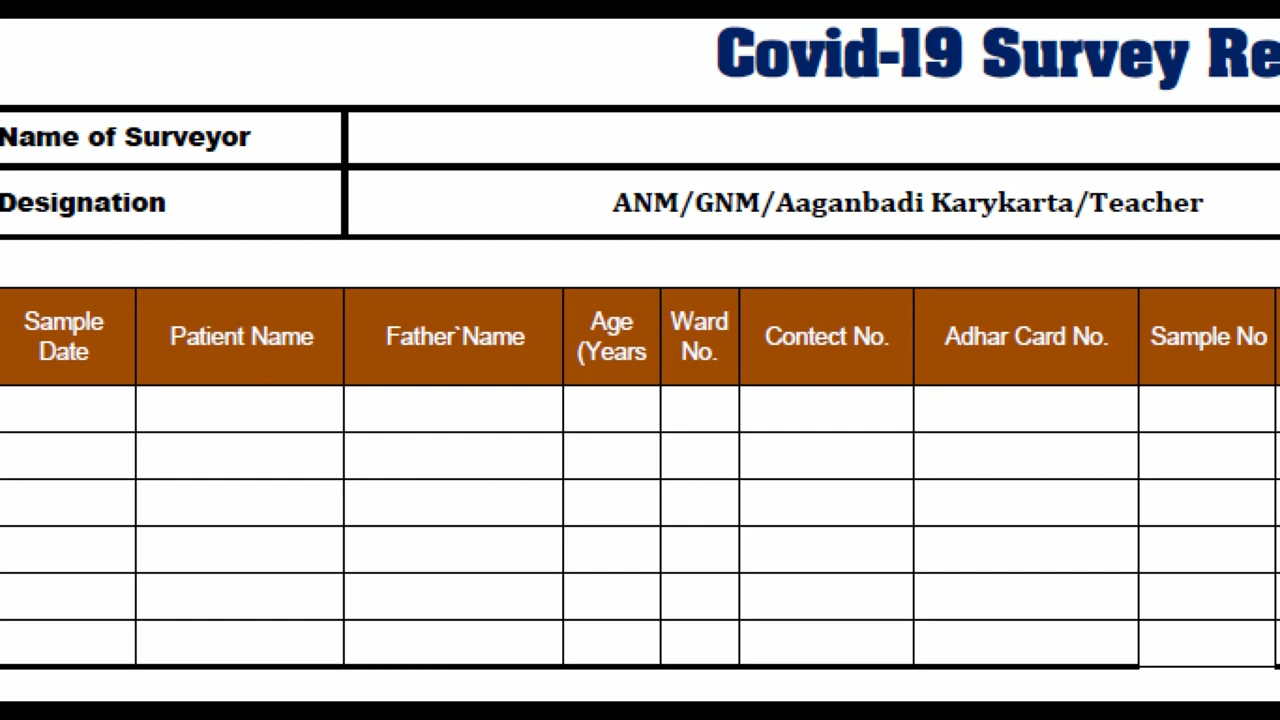 Covid-19 Survey Re
Name of Surveyor
Designation
ANM/GNM/Aaganbadi Karykarta/Teacher
Sample Date
Patient Name
Father`Name
Age (Years
Ward No.
Contect No.
Adhar Card No.
Sample No